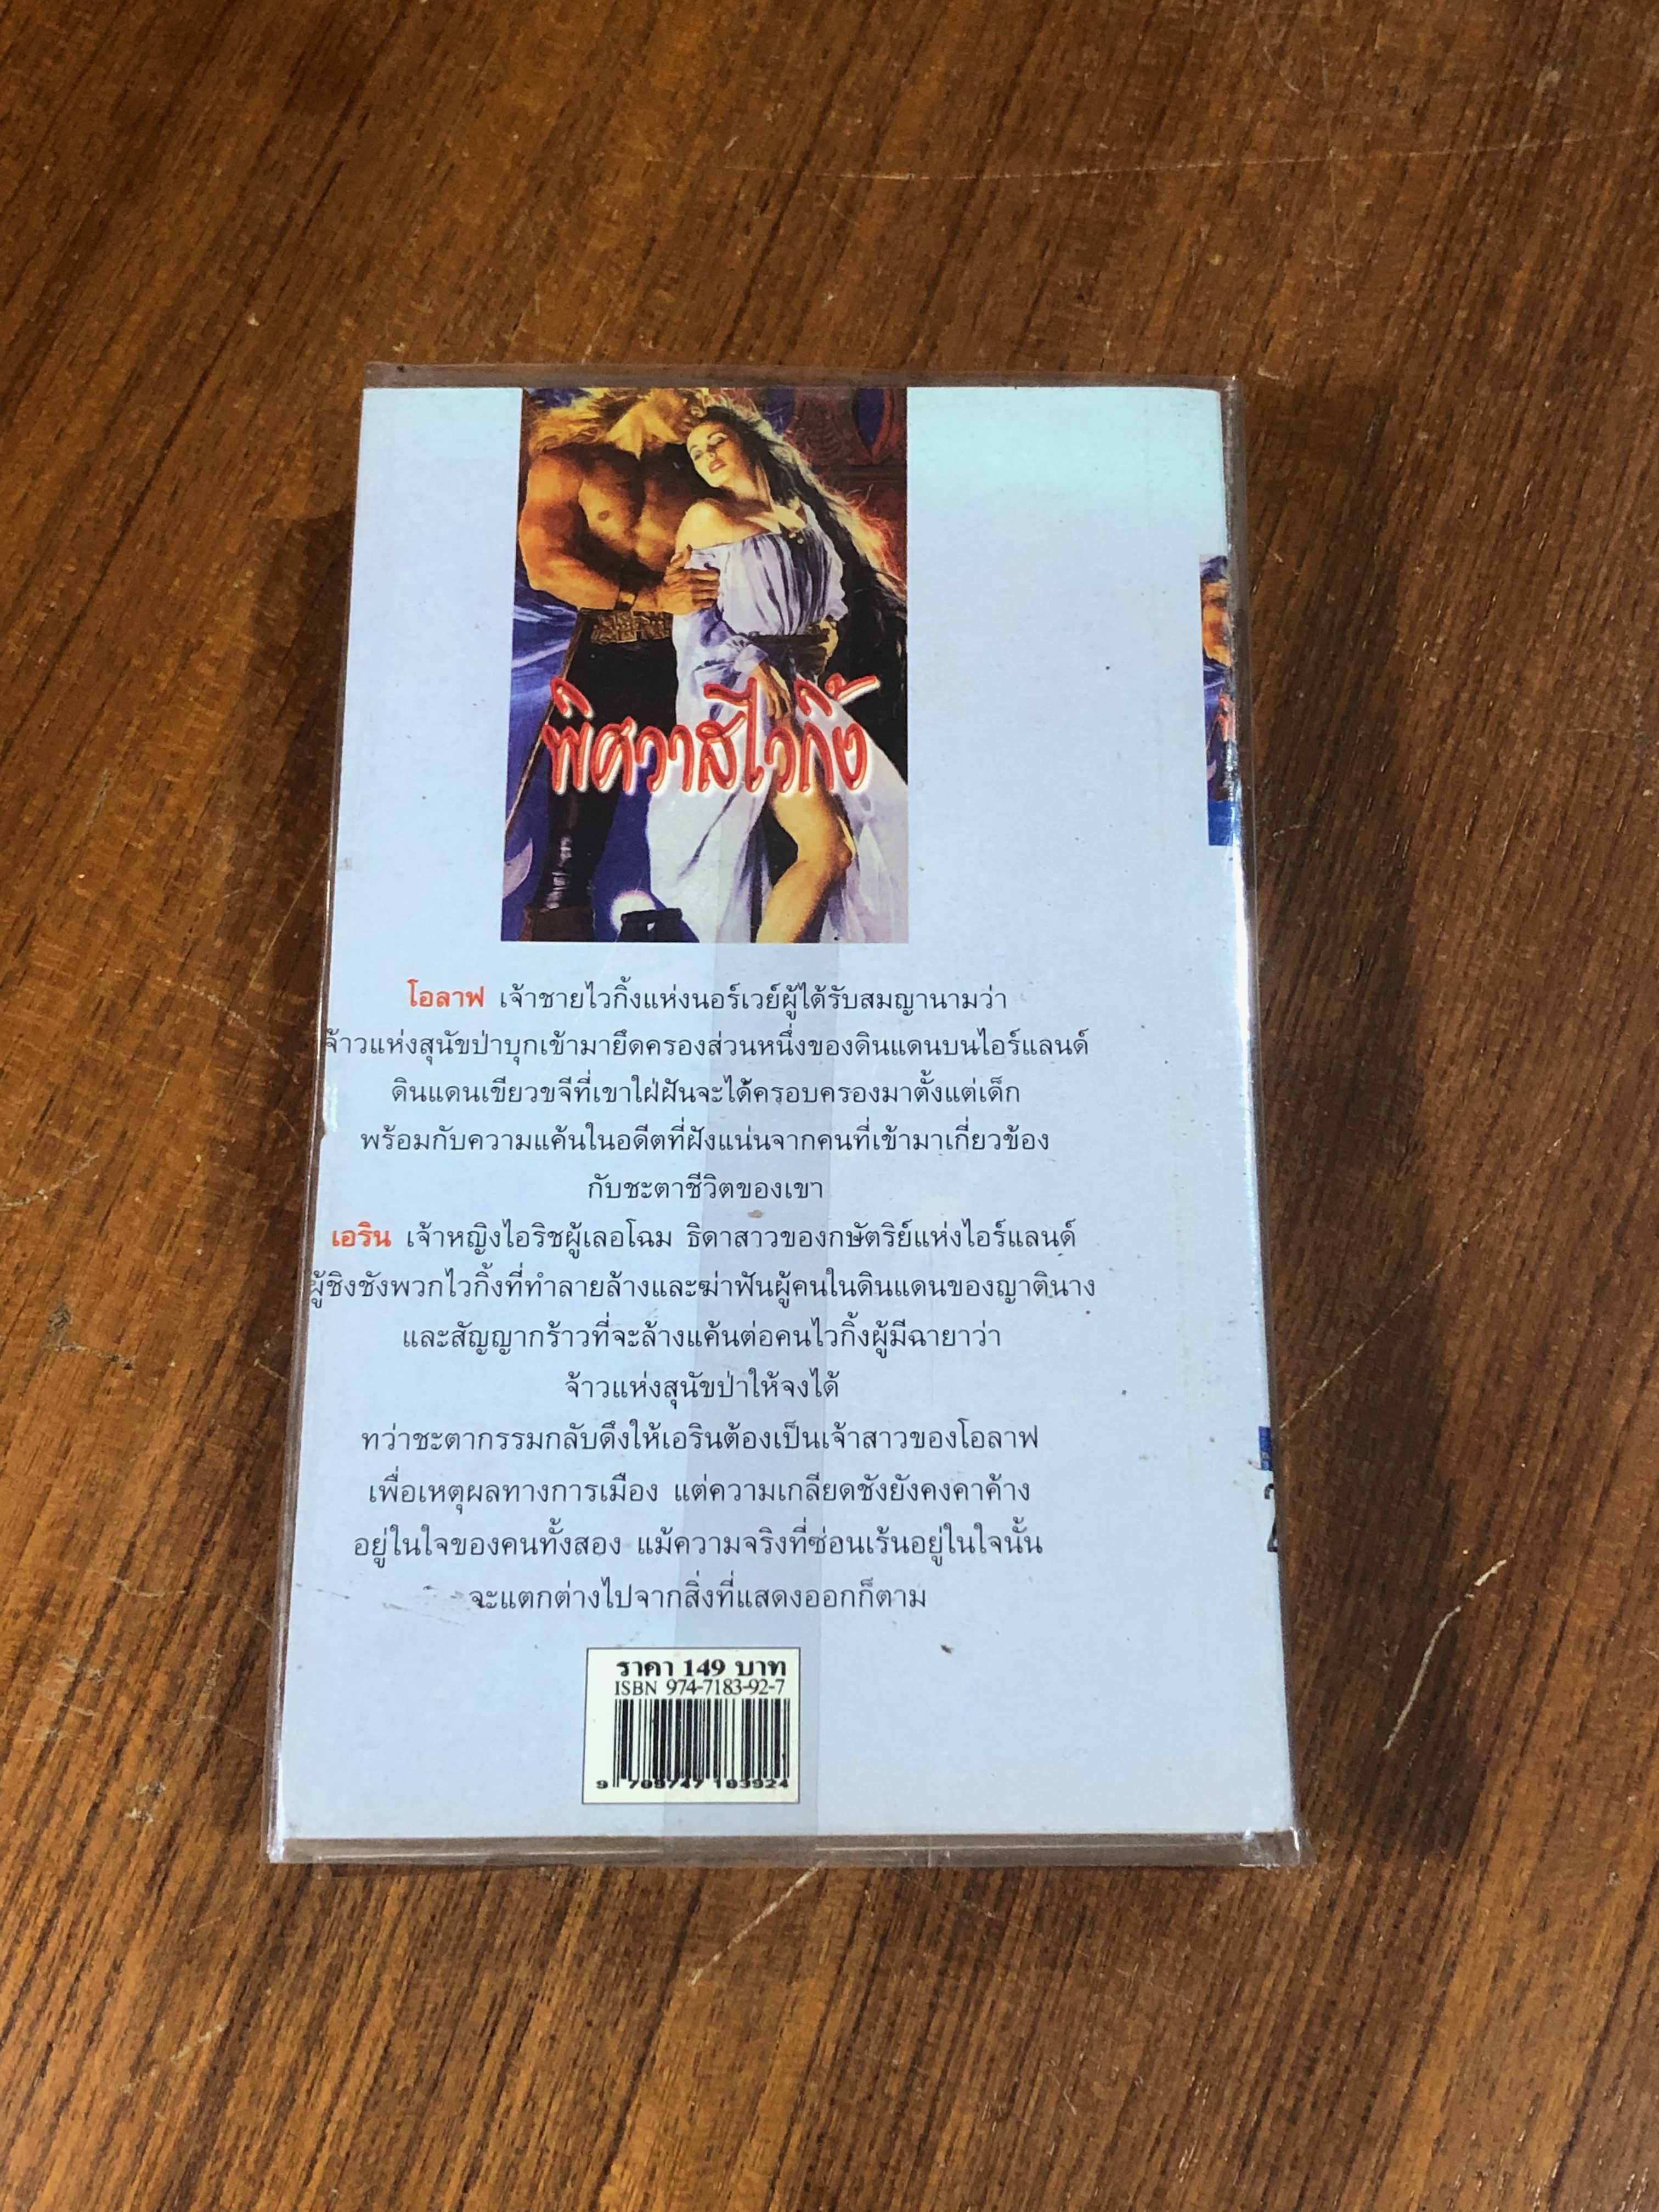 พิศวาสไวกิ้ง
โอลาฟ เจ้าชายไวกิ้งแห่งนอร์เวย์ผู้ได้รับสมญานามว่า
จ้าวแห่งสุนัขป่าบุกเข้ามายึดครองส่วนหนึ่งของดินแดนบนไอร์แลนด์
ดินแดนเขียวขจีที่เขาใฝ่ฝันจะได้ครอบครองมาตั้งแต่เด็ก
พร้อมกับความแค้นในอดีตที่ฝังแน่นจากคนที่เข้ามาเกี่ยวข้อง
กับชะตาชีวิตของเขา
เอริน เจ้าหญิงไอริชผู้เลอโฉม ธิดาสาวของกษัตริย์แห่งไอร์แลนด์
ผู้ชิงชังพวกไวกิ้งที่ทำลายล้างและฆ่าฟันผู้คนในดินแดนของญาตินาง
และสัญญากร้าวที่จะล้างแค้นต่อคนไวกิ้งผู้มีฉายาว่า
จ้าวแห่งสุนัขป่าให้จงได้
ทว่าชะตากรรมกลับดึงให้เอรินต้องเป็นเจ้าสาวของโอลาฟ
เพื่อเหตุผลทางการเมือง แต่ความเกลียดชังยังคงคาค้าง
อยู่ในใจของคนทั้งสอง แม้ความจริงที่ซ่อนเร้นอยู่ในใจนั้น
จะแตกต่างไปจากสิ่งที่แสดงออกก็ตาม
ราคา 149 บาท
ISBN 974-7183-92-7
9 789747 183924